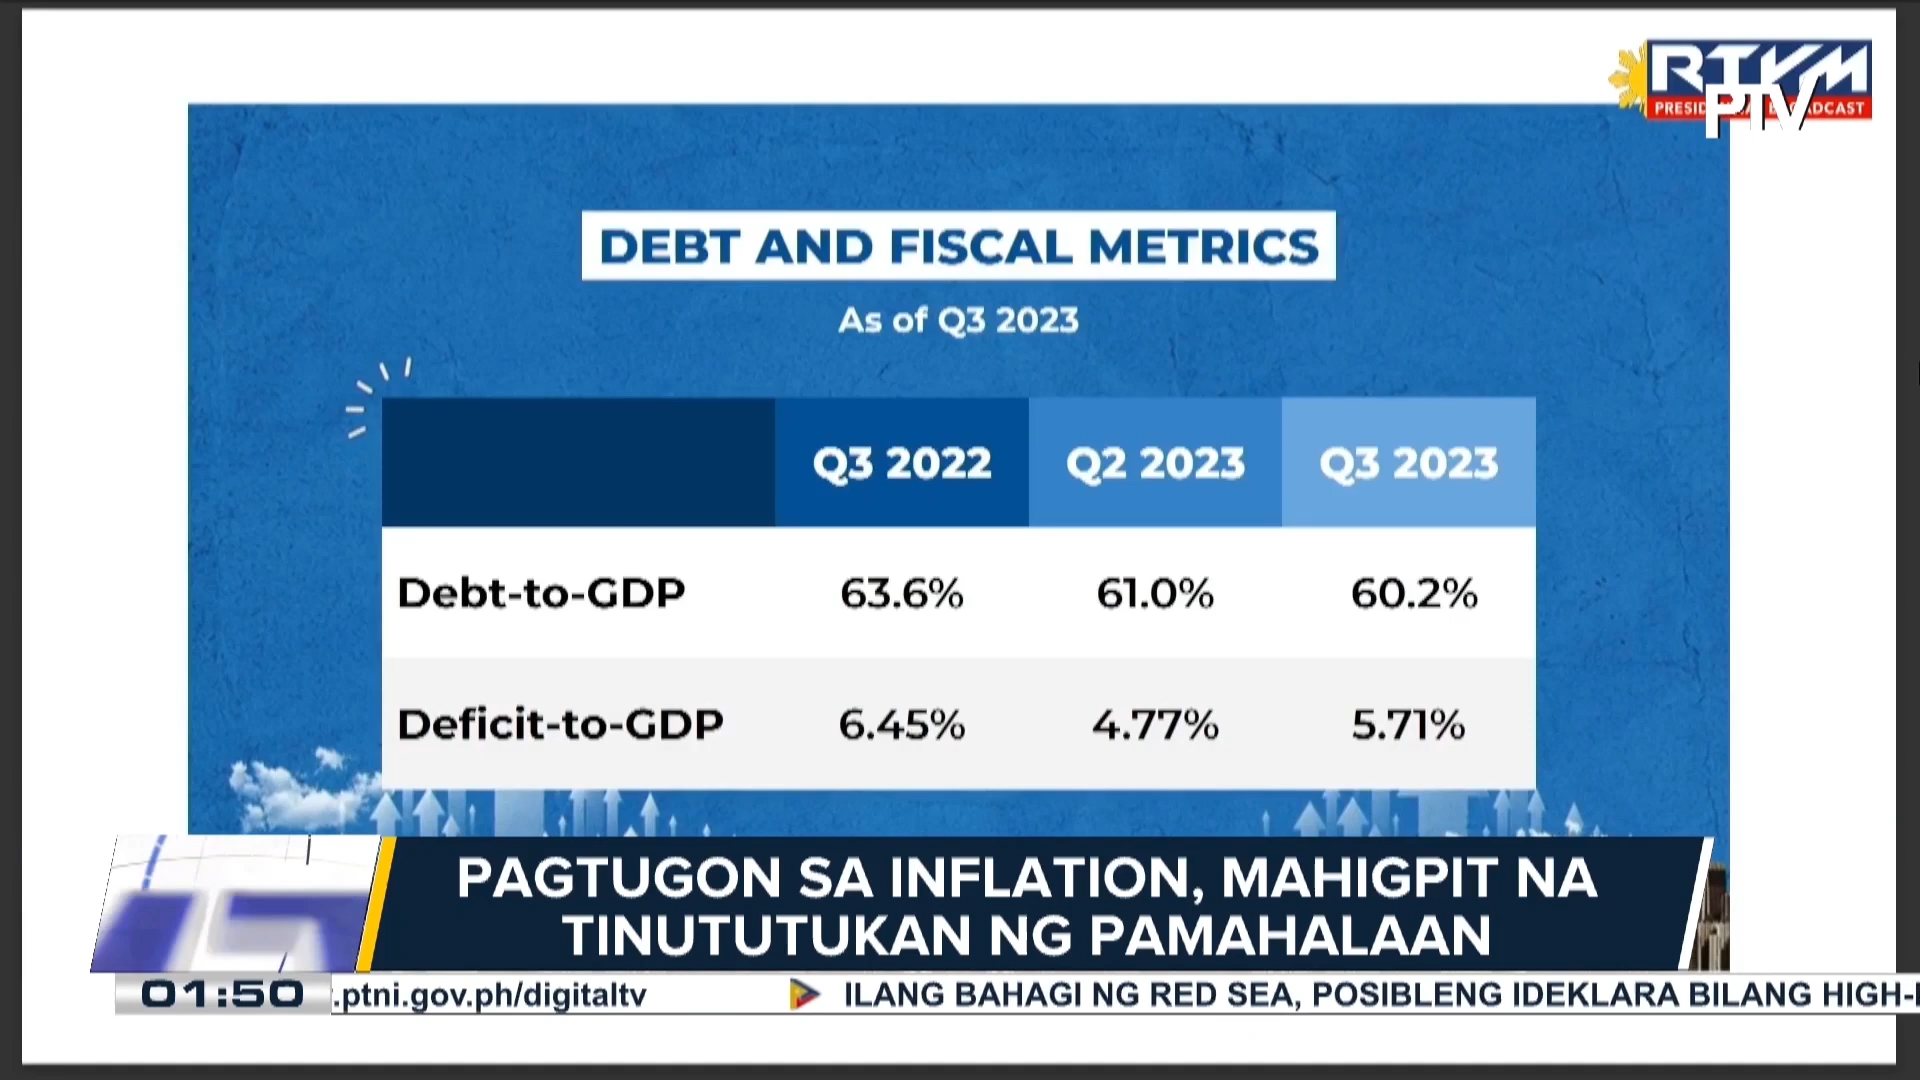 RTVM
PTV
DEBT AND FISCAL METRICS
As of Q3 2023
Q3 2022 Q2 2023 Q3 2023
Debt-to-GDP 63.6% 61.0% 60.2%
Deficit-to-GDP 6.45% 4.77% 5.71%
PAGTUGON SA INFLATION, MAHIGPIT NA
TINUTUTUKAN NG PAMAHALAAN
01:50 .ptni.gov.ph/digitaltv ILANG BAHAGI NG RED SEA, POSIBLENG IDEKLARA BILANG HIGH-